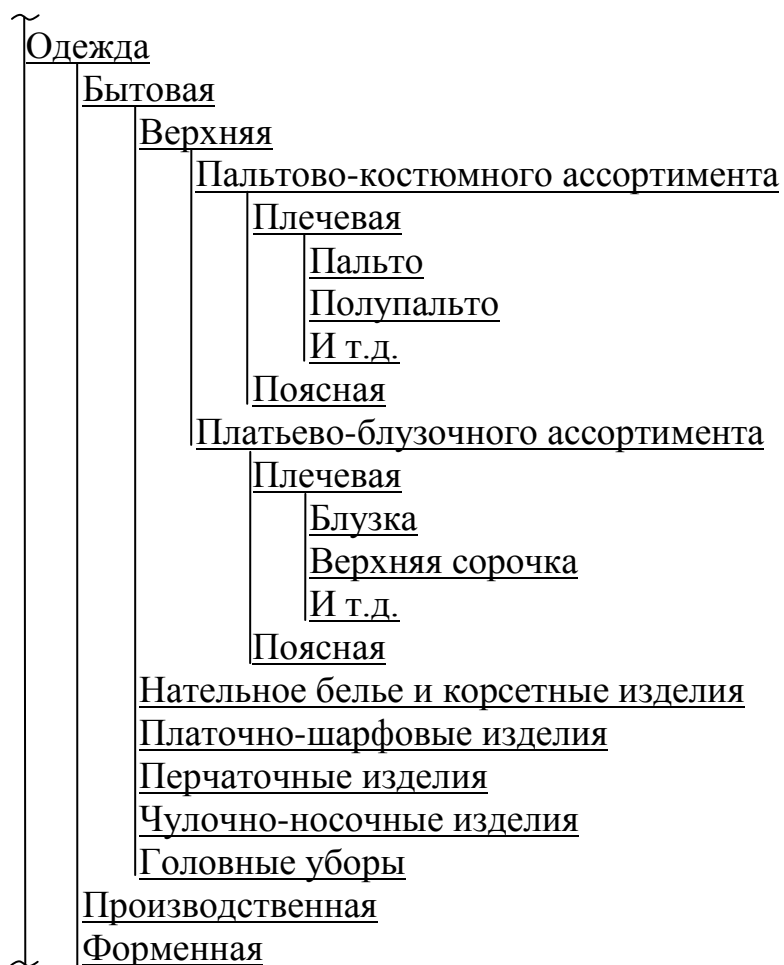 Одежда
Бытовая
Верхняя
Пальтово-костюмного ассортимента
Плечевая
Пальто
Полупальто
И т.д.
Поясная
Платьево-блузочного ассортимента
Плечевая
Блузка
Верхняя сорочка
И т.д.
Поясная
Нательное белье и корсетные изделия
Платочно-шарфовые изделия
Перчаточные изделия
Чулочно-носочные изделия
Головные уборы
Производственная
Форменная